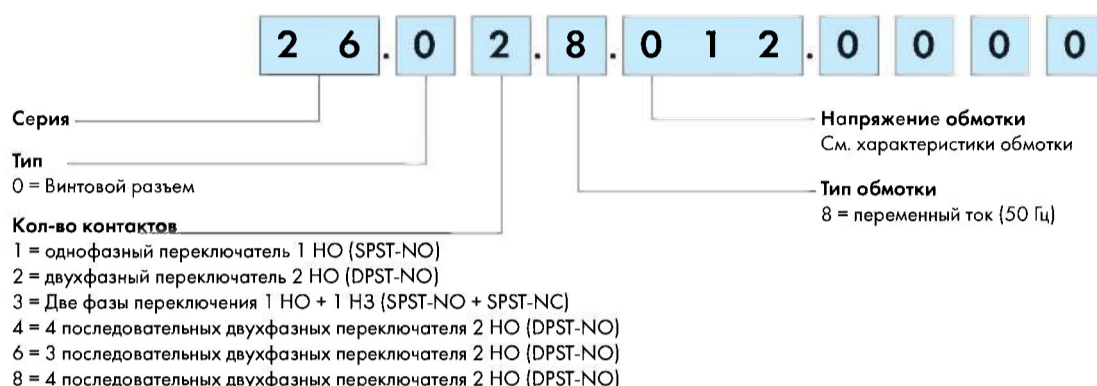 2 6 . 0 2 . 8 . 0 1 2 . 0 0 0 0
Серия
Тип
0 = Винтовой разъем
Кол-во контактов
1 = однофазный переключатель 1 НО (SPST-NO)
2 = двухфазный переключатель 2 НО (DPST-NO)
3 = Две фазы переключения 1 НО + 1 НЗ (SPST-NO + SPST-NC)
4 = 4 последовательных двухфазных переключателя 2 НО (DPST-NO)
6 = 3 последовательных двухфазных переключателя 2 НО (DPST-NO)
8 = 4 последовательных двухфазных переключателя 2 НО (DPST-NO)
Напряжение обмотки
См. характеристики обмотки
Тип обмотки
8 = переменный ток (50 Гц)